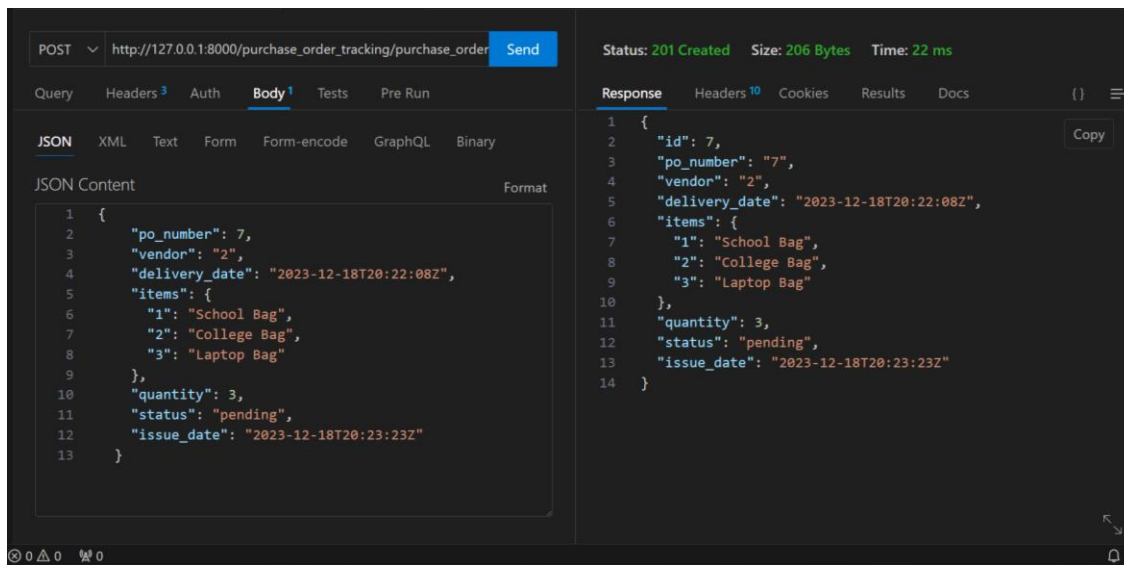 POST http://127.0.0.1:8000/purchase_order_tracking/purchase_order Send
Query Headers 3 Auth Body 1 Tests Pre Run
JSON XML Text Form Form-encode GraphQL Binary
JSON Content Format
1 {
2 "po_number": 7,
3 "vendor": "2",
4 "delivery_date": "2023-12-18T20:22:08Z",
5 "items": {
6 "1": "School Bag",
7 "2": "College Bag",
8 "3": "Laptop Bag"
9 },
10 "quantity": 3,
11 "status": "pending",
12 "issue_date": "2023-12-18T20:23:23Z"
13 }
Status: 201 Created Size: 206 Bytes Time: 22 ms
Response Headers 10 Cookies Results Docs { }
Copy
1 {
2 "id": 7,
3 "po_number": "7",
4 "vendor": "2",
5 "delivery_date": "2023-12-18T20:22:08Z",
6 "items": {
7 "1": "School Bag",
8 "2": "College Bag",
9 "3": "Laptop Bag"
10 },
11 "quantity": 3,
12 "status": "pending",
13 "issue_date": "2023-12-18T20:23:23Z"
14 }
0 0 0